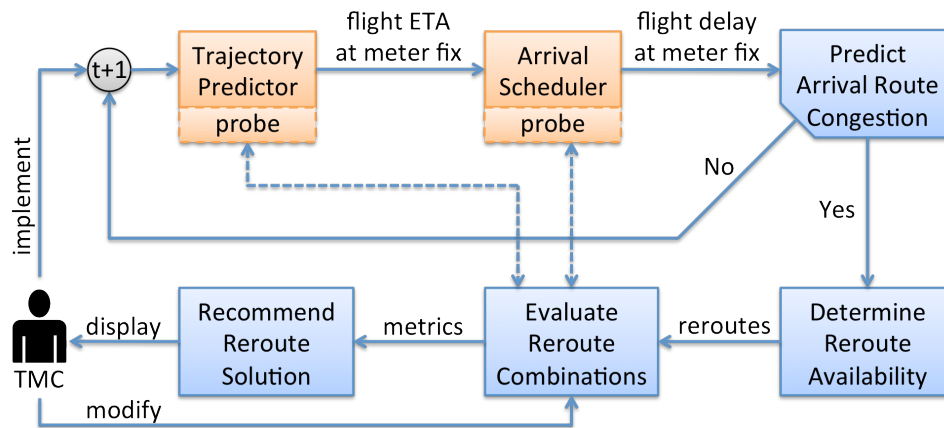 flight ETA
at meter fix
flight delay
at meter fix
t+1
Trajectory
Predictor
probe
Arrival
Scheduler
probe
Predict
Arrival Route
Congestion
No
Yes
implement
TMC
display
Recommend
Reroute
Solution
metrics
Evaluate
Reroute
Combinations
reroutes
Determine
Reroute
Availability
modify